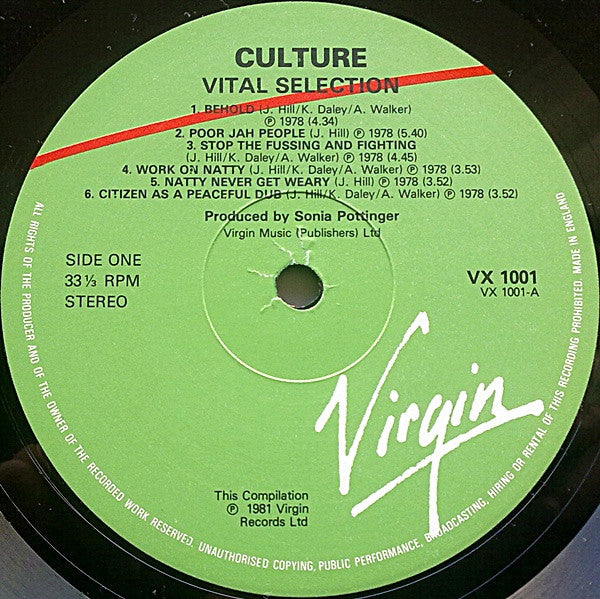 CULTURE
VITAL SELECTION
1. BEHOLD (J. Hill/K. Daley/A. Walker)
℗ 1978 (4.34)
2. POOR JAH PEOPLE (J. Hill) ℗ 1978 (5.40)
3. STOP THE FUSSING AND FIGHTING
(J. Hill/K. Daley/A. Walker) ℗ 1978 (4.45)
4. WORK ON NATTY (J. Hill/K. Daley/A. Walker) ℗ 1978 (3.53)
5. NATTY NEVER GET WEARY (J. Hill) ℗ 1978 (3.52)
6. CITIZEN AS A PEACEFUL DUB (J. Hill/K. Daley/A. Walker) ℗ 1978 (3.52)
Produced by Sonia Pottinger
Virgin Music (Publishers) Ltd
SIDE ONE
33⅓ RPM
STEREO
VX 1001
VX 1001-A
Virgin
This Compilation
℗ 1981 Virgin
Records Ltd
ALL RIGHTS OF THE PRODUCER AND OF THE OWNER OF THE RECORDED WORK RESERVED. UNAUTHORISED COPYING, PUBLIC PERFORMANCE, BROADCASTING, HIRING OR RENTAL OF THIS RECORDING PROHIBITED. MADE IN ENGLAND